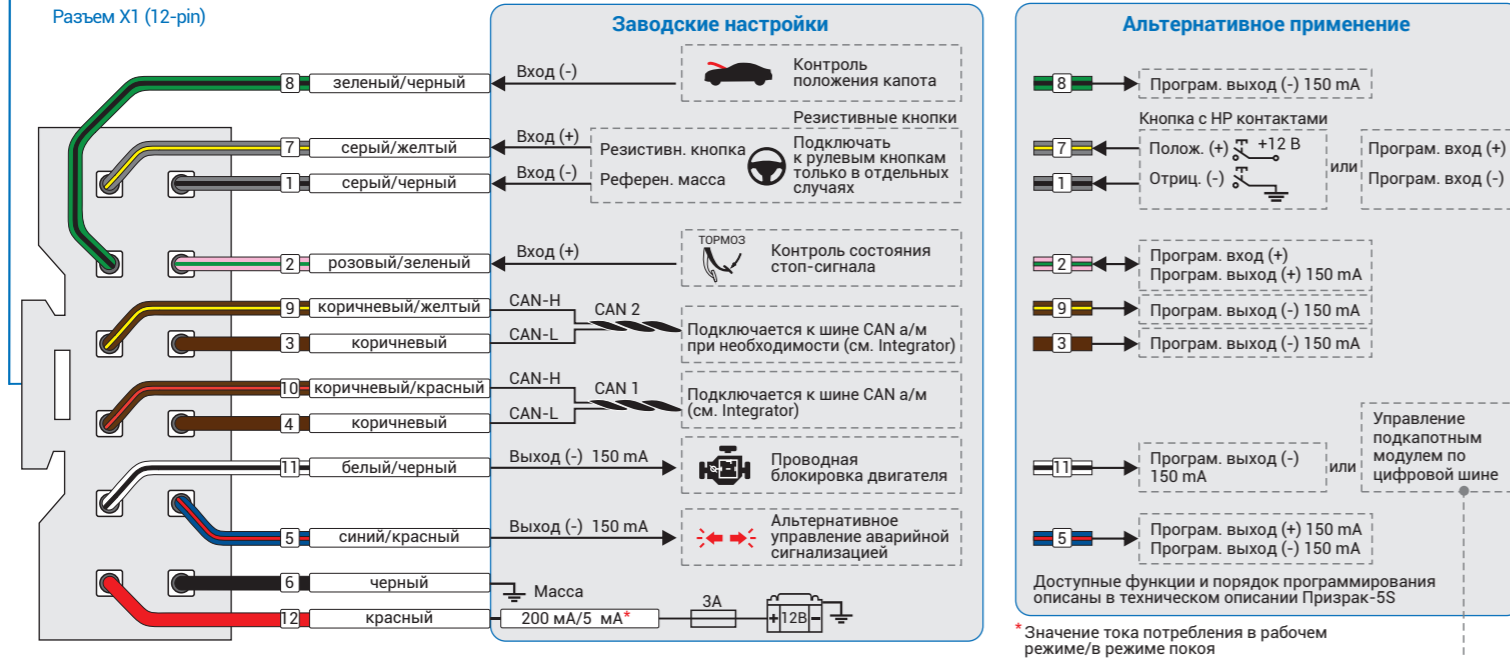 Разъем X1 (12-pin)
Заводские настройки
8
зеленый/черный
Вход (-)
Контроль
положения капота
Резистивные кнопки
7
серый/желтый
Вход (+)
Резистивн. кнопка
1
серый/черный
Вход (-)
Референ. масса
Подключать
к рулевым кнопкам
только в отдельных
случаях
2
розовый/зеленый
Вход (+)
ТОРМОЗ
Контроль состояния
стоп-сигнала
9
коричневый/желтый
CAN-H
CAN 2
3
коричневый
CAN-L
Подключается к шине CAN а/м
при необходимости (см. Integrator)
10
коричневый/красный
CAN-H
CAN 1
4
коричневый
CAN-L
Подключается к шине CAN а/м
(см. Integrator)
11
белый/черный
Выход (-) 150 mA
Проводная
блокировка двигателя
5
синий/красный
Выход (-) 150 mA
Альтернативное
управление аварийной
сигнализацией
6
черный
Масса
12
красный
200 мА/5 мА*
3А
+12В-
Альтернативное применение
8
Програм. выход (-) 150 mA
Кнопка с НР контактами
7
Полож. (+) +12 В
1
Отриц. (-)
или
Програм. вход (+)
Програм. вход (-)
2
Програм. вход (+)
Програм. выход (+) 150 mA
9
Програм. выход (-) 150 mA
3
Програм. выход (-) 150 mA
11
Програм. выход (-)
150 mA
или
Управление
подкапотным
модулем по
цифровой шине
5
Програм. выход (+) 150 mA
Програм. выход (-) 150 mA
Доступные функции и порядок программирования
описаны в техническом описании Призрак-5S
*Значение тока потребления в рабочем
режиме/в режиме покоя